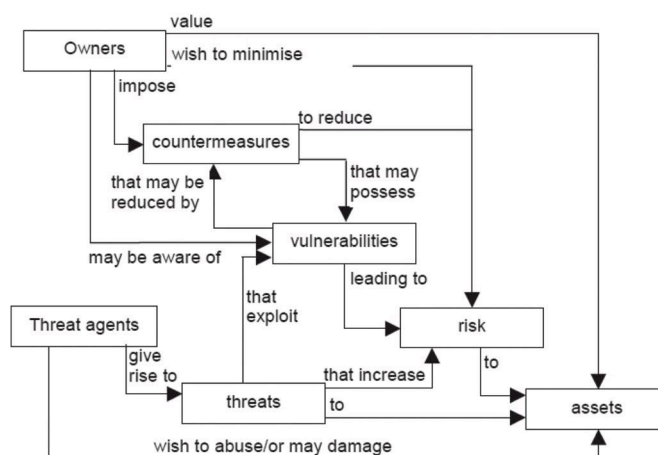 value
Owners
wish to minimise
impose
to reduce
countermeasures
that may be
reduced by
that may
possess
vulnerabilities
may be aware of
leading to
that
exploit
Threat agents
risk
give
rise to
that increase
to
threats
to
assets
wish to abuse/or may damage